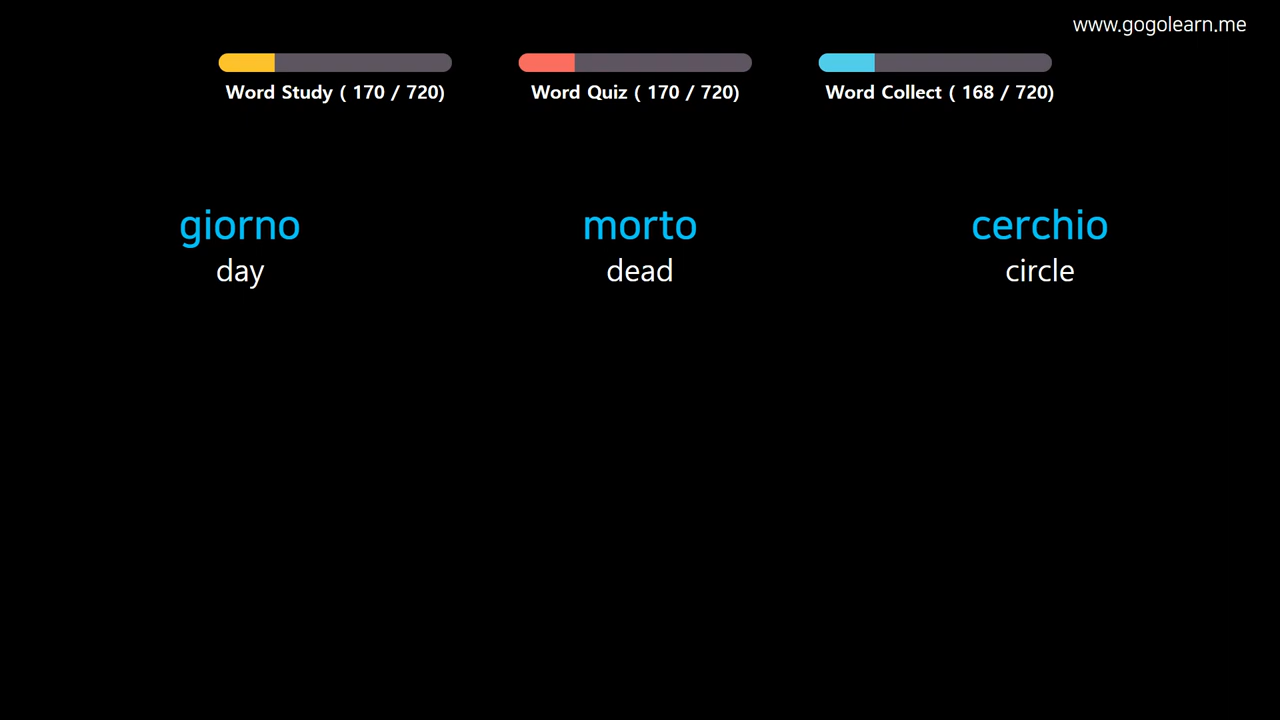 www.gogolearn.me
Word Study ( 170 / 720)
Word Quiz ( 170 / 720)
Word Collect ( 168 / 720)
giorno
day
morto
dead
cerchio
circle